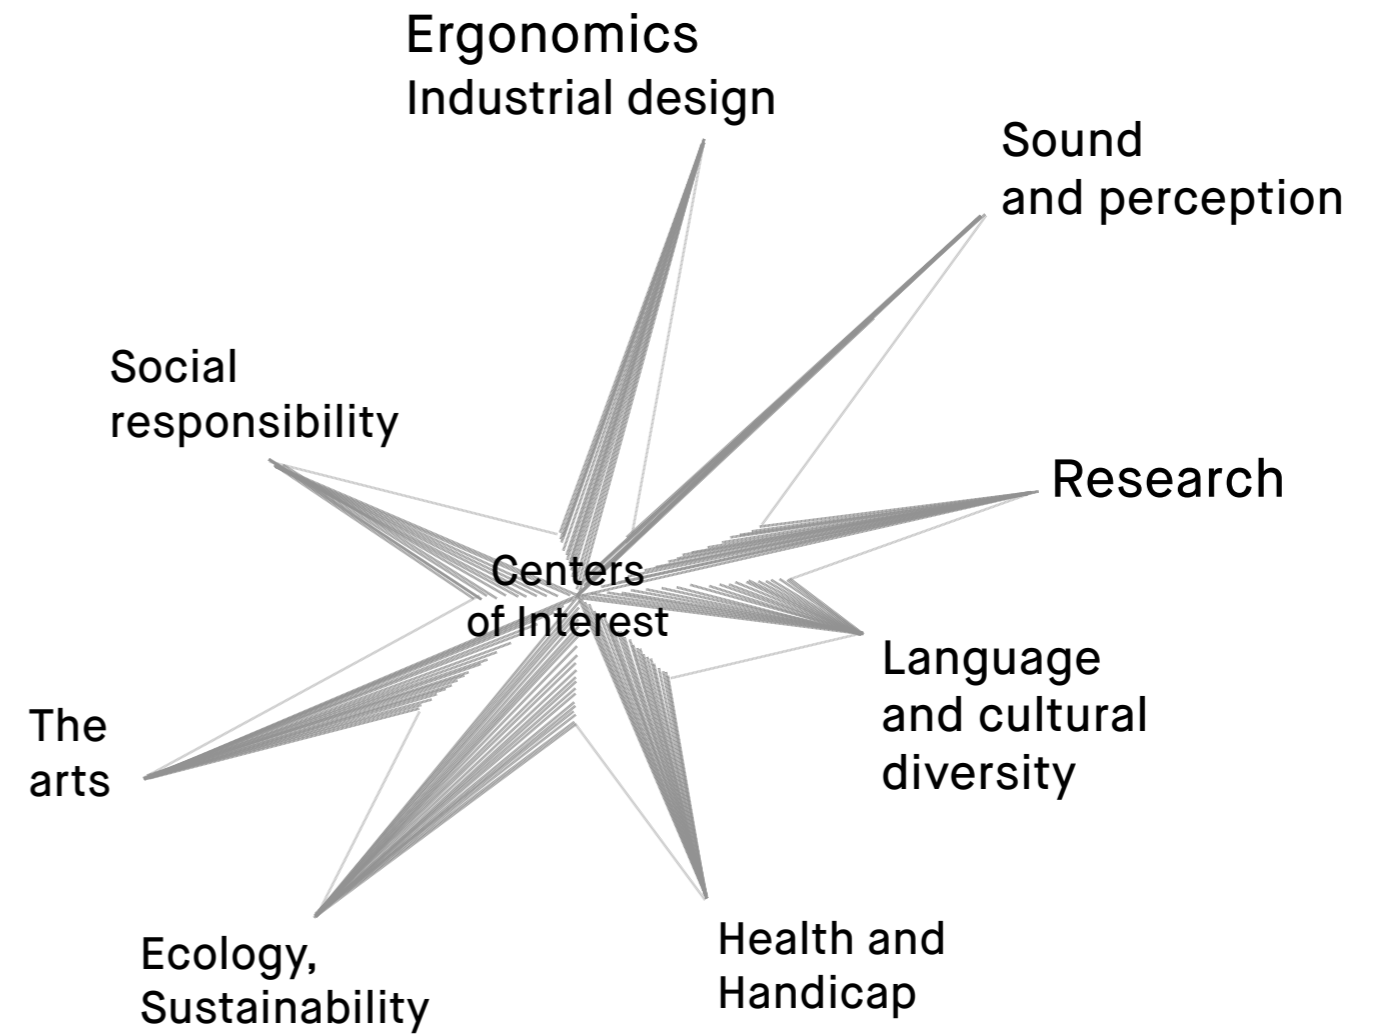 Ergonomics
Industrial design
Sound
and perception
Social
responsibility
Research
Centers
of Interest
Language
and cultural
diversity
The
arts
Health and
Handicap
Ecology,
Sustainability